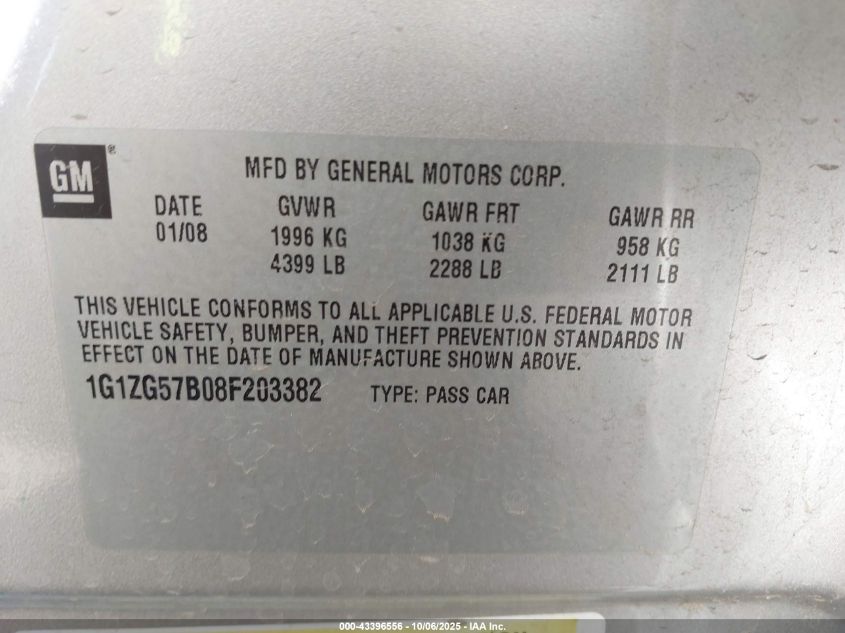 GM®
MFD BY GENERAL MOTORS CORP.
DATE GVWR GAWR FRT GAWR RR
01/08 1996 KG 1038 KG 958 KG
4399 LB 2288 LB 2111 LB
THIS VEHICLE CONFORMS TO ALL APPLICABLE U.S. FEDERAL MOTOR
VEHICLE SAFETY, BUMPER, AND THEFT PREVENTION STANDARDS IN
EFFECT ON THE DATE OF MANUFACTURE SHOWN ABOVE.
1G1ZG57B08F203382 TYPE: PASS CAR
000-43396556 - 10/06/2025 - IAA Inc.